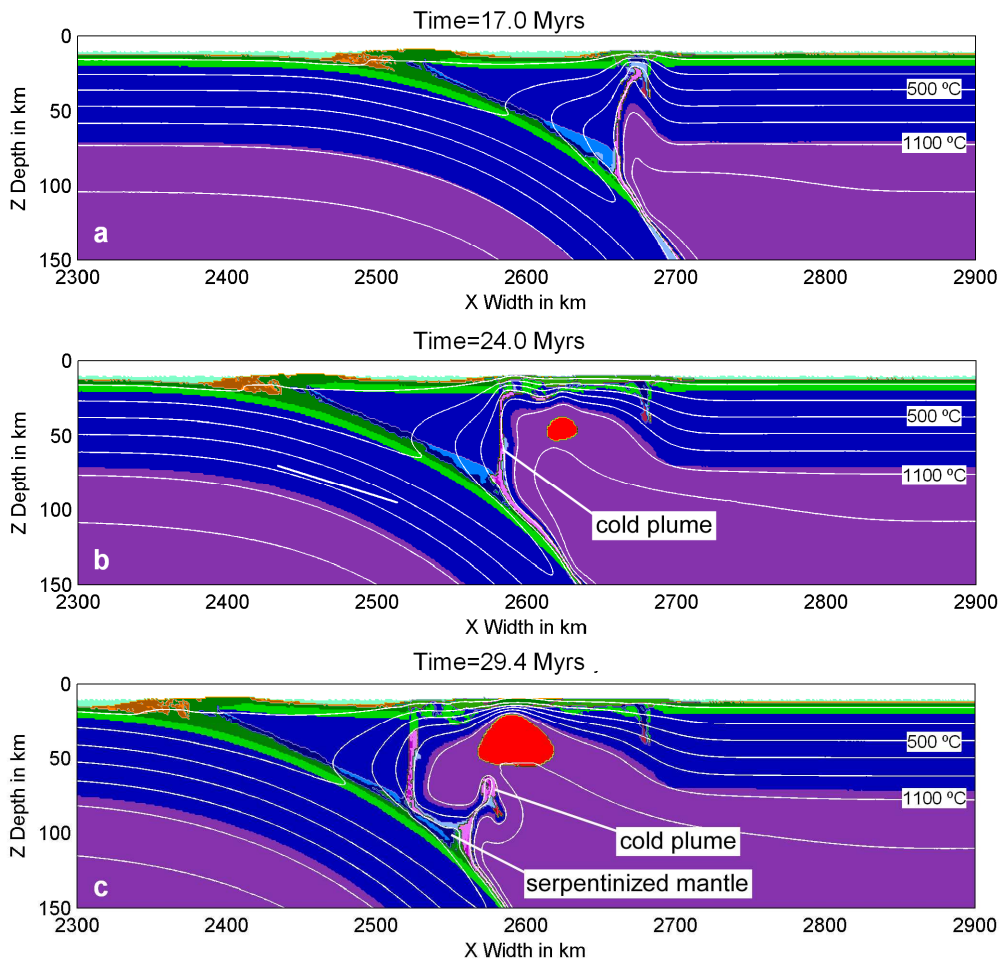 Time=17.0 Myrs
0
50
100
150
Z Depth in km
500 ºC
1100 ºC
a
2300 2400 2500 2600 2700 2800 2900
X Width in km
Time=24.0 Myrs
0
50
100
150
Z Depth in km
500 ºC
1100 ºC
cold plume
b
2300 2400 2500 2600 2700 2800 2900
X Width in km
Time=29.4 Myrs
0
50
100
150
Z Depth in km
500 ºC
1100 ºC
cold plume
serpentinized mantle
c
2300 2400 2500 2600 2700 2800 2900
X Width in km